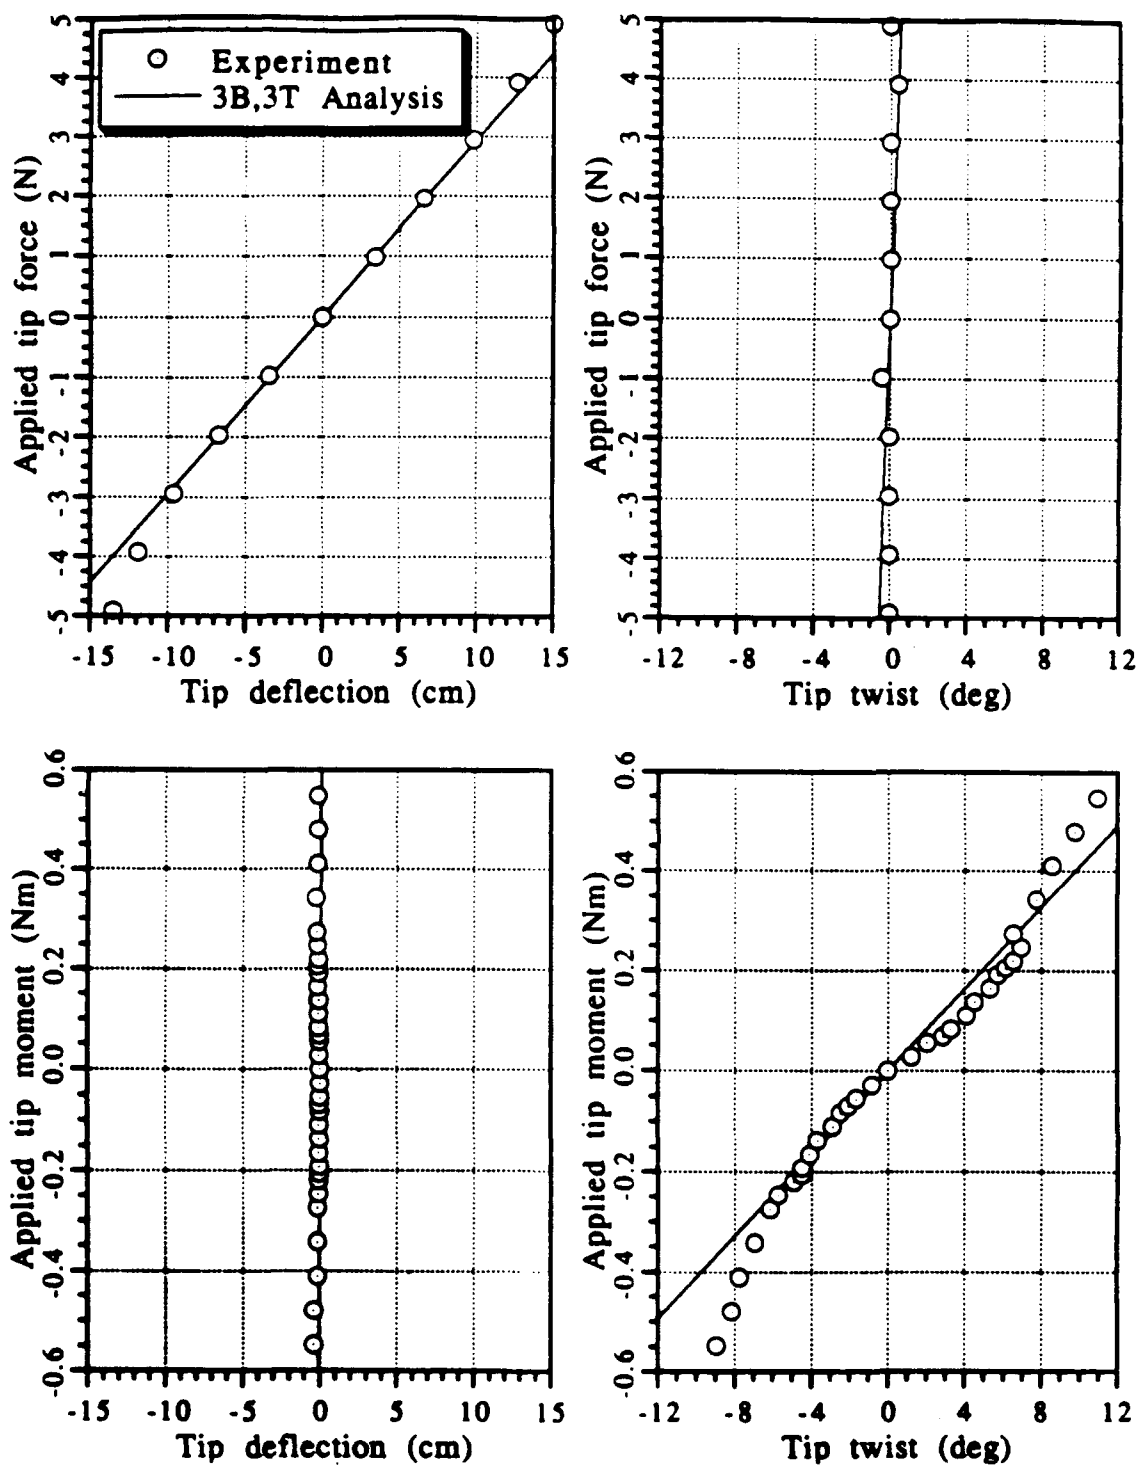 Experiment
3B,3T Analysis
Applied tip force (N)
5
4
3
2
1
0
-1
-2
-3
-4
-5
-15 -10 -5 0 5 10 15
Tip deflection (cm)
Applied tip force (N)
5
4
3
2
1
0
-1
-2
-3
-4
-5
-12 -8 -4 0 4 8 12
Tip twist (deg)
Applied tip moment (Nm)
0.6
0.4
0.2
0.0
-0.2
-0.4
-0.6
-15 -10 -5 0 5 10 15
Tip deflection (cm)
Applied tip moment (Nm)
0.6
0.4
0.2
0.0
-0.2
-0.4
-0.6
-12 -8 -4 0 4 8 12
Tip twist (deg)